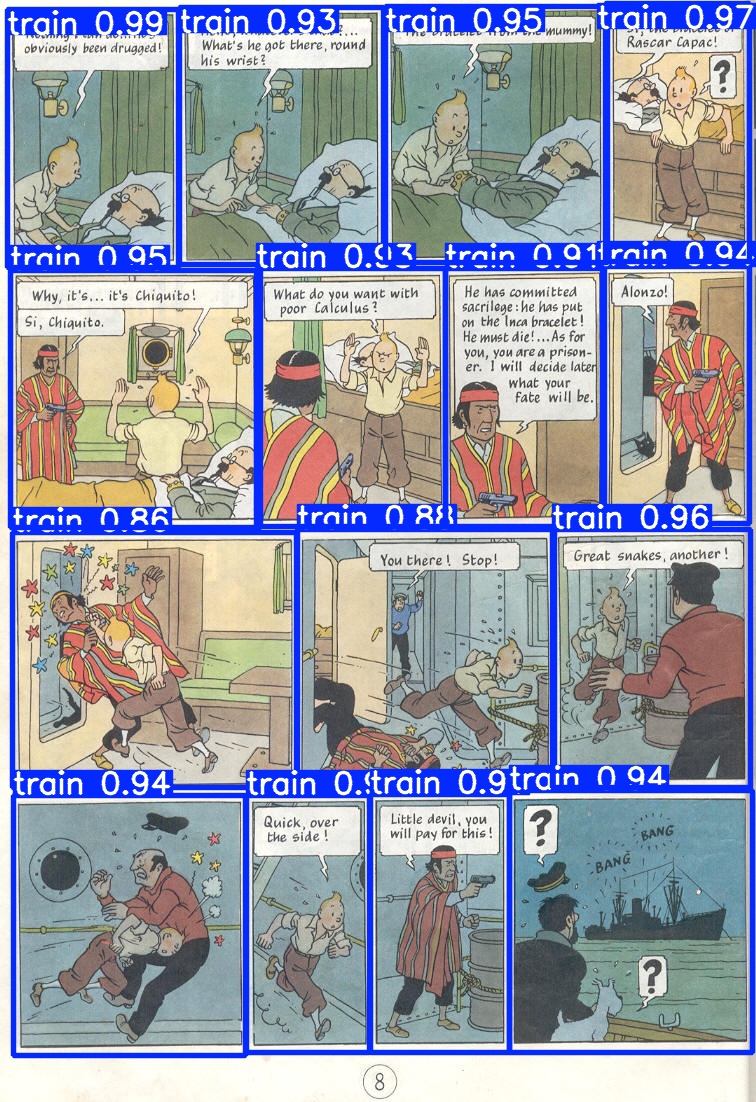 train 0.99
obviously been drugged!
train 0.93
What's he got there, round
his wrist?
train 0.95
mummy!
train 0.97
Rascar Capac!
?
train 0.95
Why, it's... it's Chiquito!
Si, Chiquito.
train 0.93
What do you want with
poor Calculus?
train 0.91
He has committed
sacrilege: he has put
on the Inca bracelet!
He must die!...As for
you, you are a prison-
er. I will decide later
what your
fate will be.
train 0.94
Alonzo!
train 0.86
train 0.88
You there! Stop!
train 0.96
Great snakes, another!
train 0.94
Quick, over
the side!
train
Little devil, you
will pay for this!
train 0.94
?
BANG
BANG
?
8